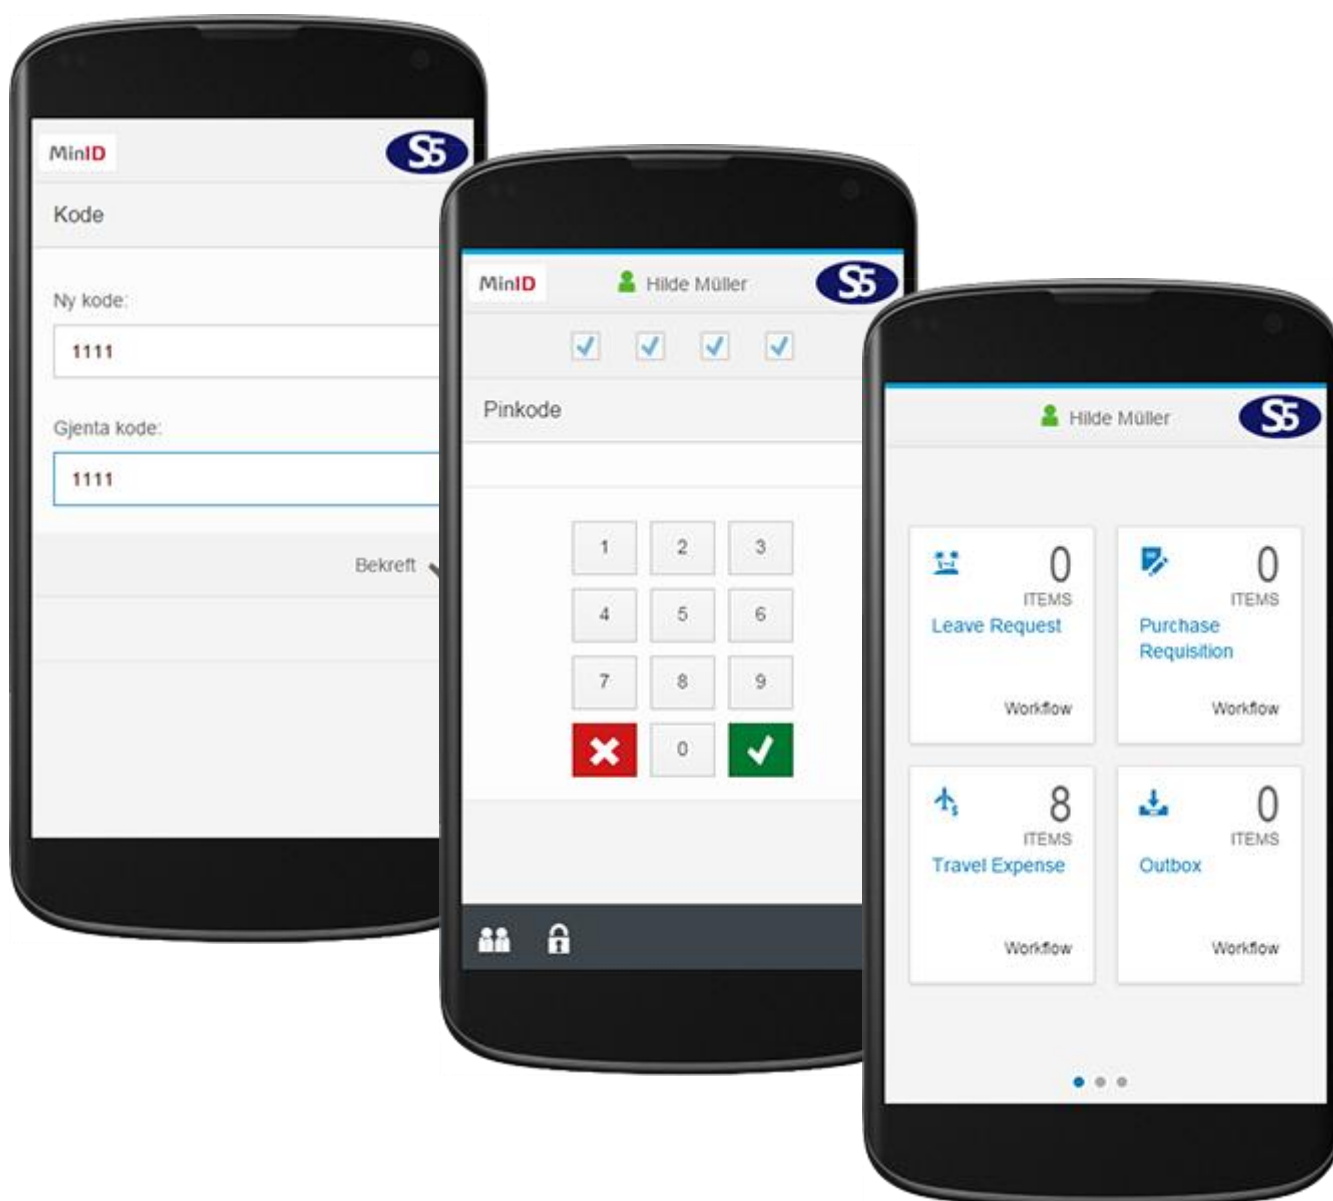 MinID
S5
Kode
Ny kode:
1111
Gjenta kode:
1111
Bekreft
MinID
Hilde Müller
S5
Pinkode
1 2 3
4 5 6
7 8 9
0
Hilde Müller
S5
0 0
ITEMS ITEMS
Leave Request Purchase
Requisition
Workflow Workflow
8 0
ITEMS ITEMS
Travel Expense Outbox
Workflow Workflow